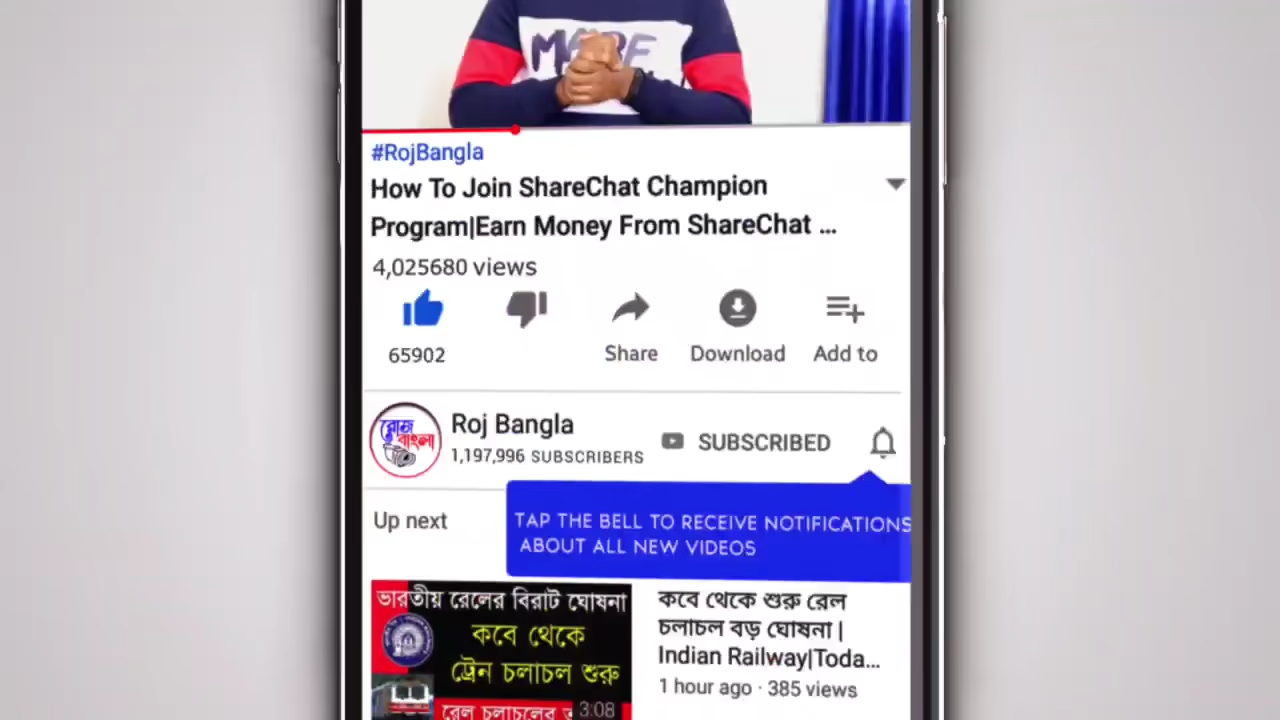 MADE
#RojBangla
How To Join ShareChat Champion
Program|Earn Money From ShareChat ...
4,025680 views
65902
Share
Download
Add to
রোজ
বাংলা
Roj Bangla
1,197,996 SUBSCRIBERS
SUBSCRIBED
TAP THE BELL TO RECEIVE NOTIFICATIONS
ABOUT ALL NEW VIDEOS
Up next
ভারতীয় রেলের বিরাট ঘোষনা
কবে থেকে
ট্রেন চলাচল শুরু
রেল চলাচলের
3:08
কবে থেকে শুরু রেল
চলাচল বড় ঘোষনা |
Indian Railway|Toda...
1 hour ago · 385 views